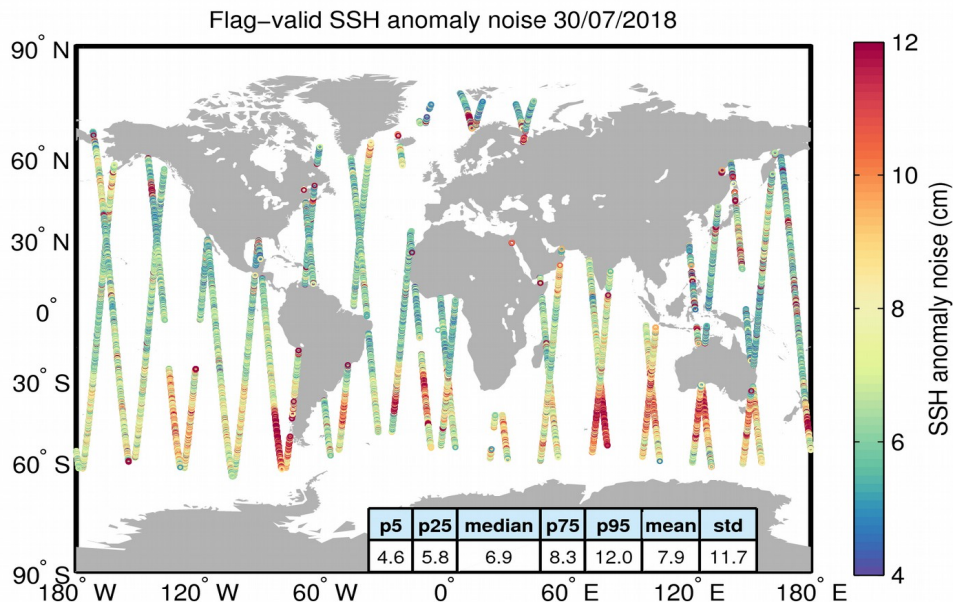 Flag−valid SSH anomaly noise 30/07/2018
90° N
60° N
30° N
0°
30° S
60° S
90° S
180° W
120° W
60° W
0°
60° E
120° E
180° E
p5 p25 median p75 p95 mean std
4.6 5.8 6.9 8.3 12.0 7.9 11.7
12
10
8
6
4
SSH anomaly noise (cm)